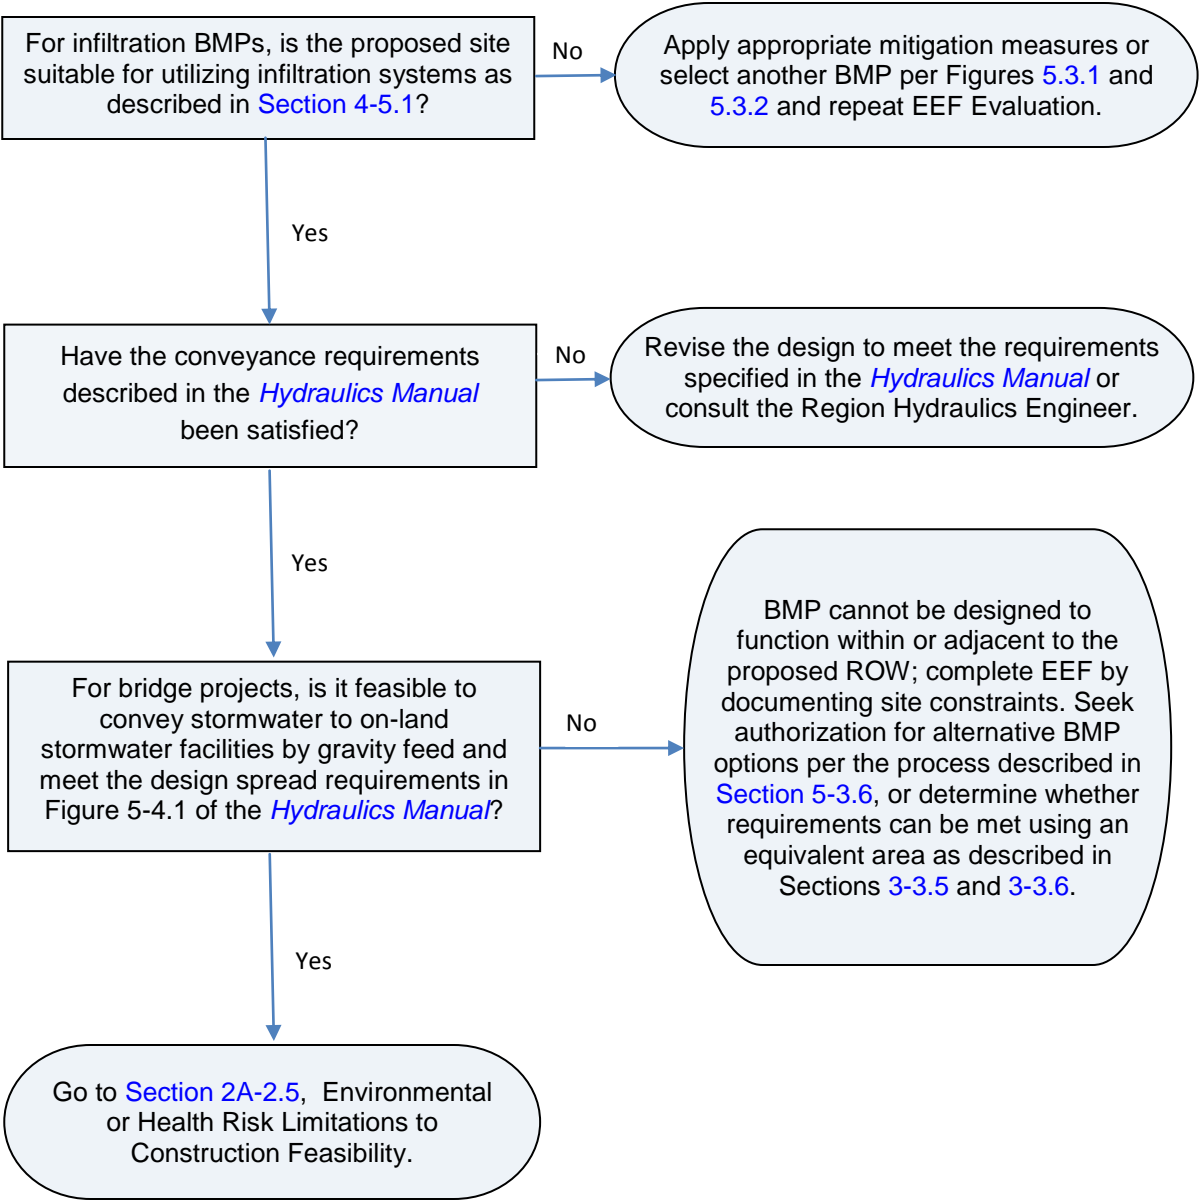 For infiltration BMPs, is the proposed site
suitable for utilizing infiltration systems as
described in Section 4-5.1?
No
Apply appropriate mitigation measures or
select another BMP per Figures 5.3.1 and
5.3.2 and repeat EEF Evaluation.
Yes
Have the conveyance requirements
described in the Hydraulics Manual
been satisfied?
No
Revise the design to meet the requirements
specified in the Hydraulics Manual or
consult the Region Hydraulics Engineer.
Yes
For bridge projects, is it feasible to
convey stormwater to on-land
stormwater facilities by gravity feed and
meet the design spread requirements in
Figure 5-4.1 of the Hydraulics Manual?
No
BMP cannot be designed to
function within or adjacent to the
proposed ROW; complete EEF by
documenting site constraints. Seek
authorization for alternative BMP
options per the process described in
Section 5-3.6, or determine whether
requirements can be met using an
equivalent area as described in
Sections 3-3.5 and 3-3.6.
Yes
Go to Section 2A-2.5, Environmental
or Health Risk Limitations to
Construction Feasibility.